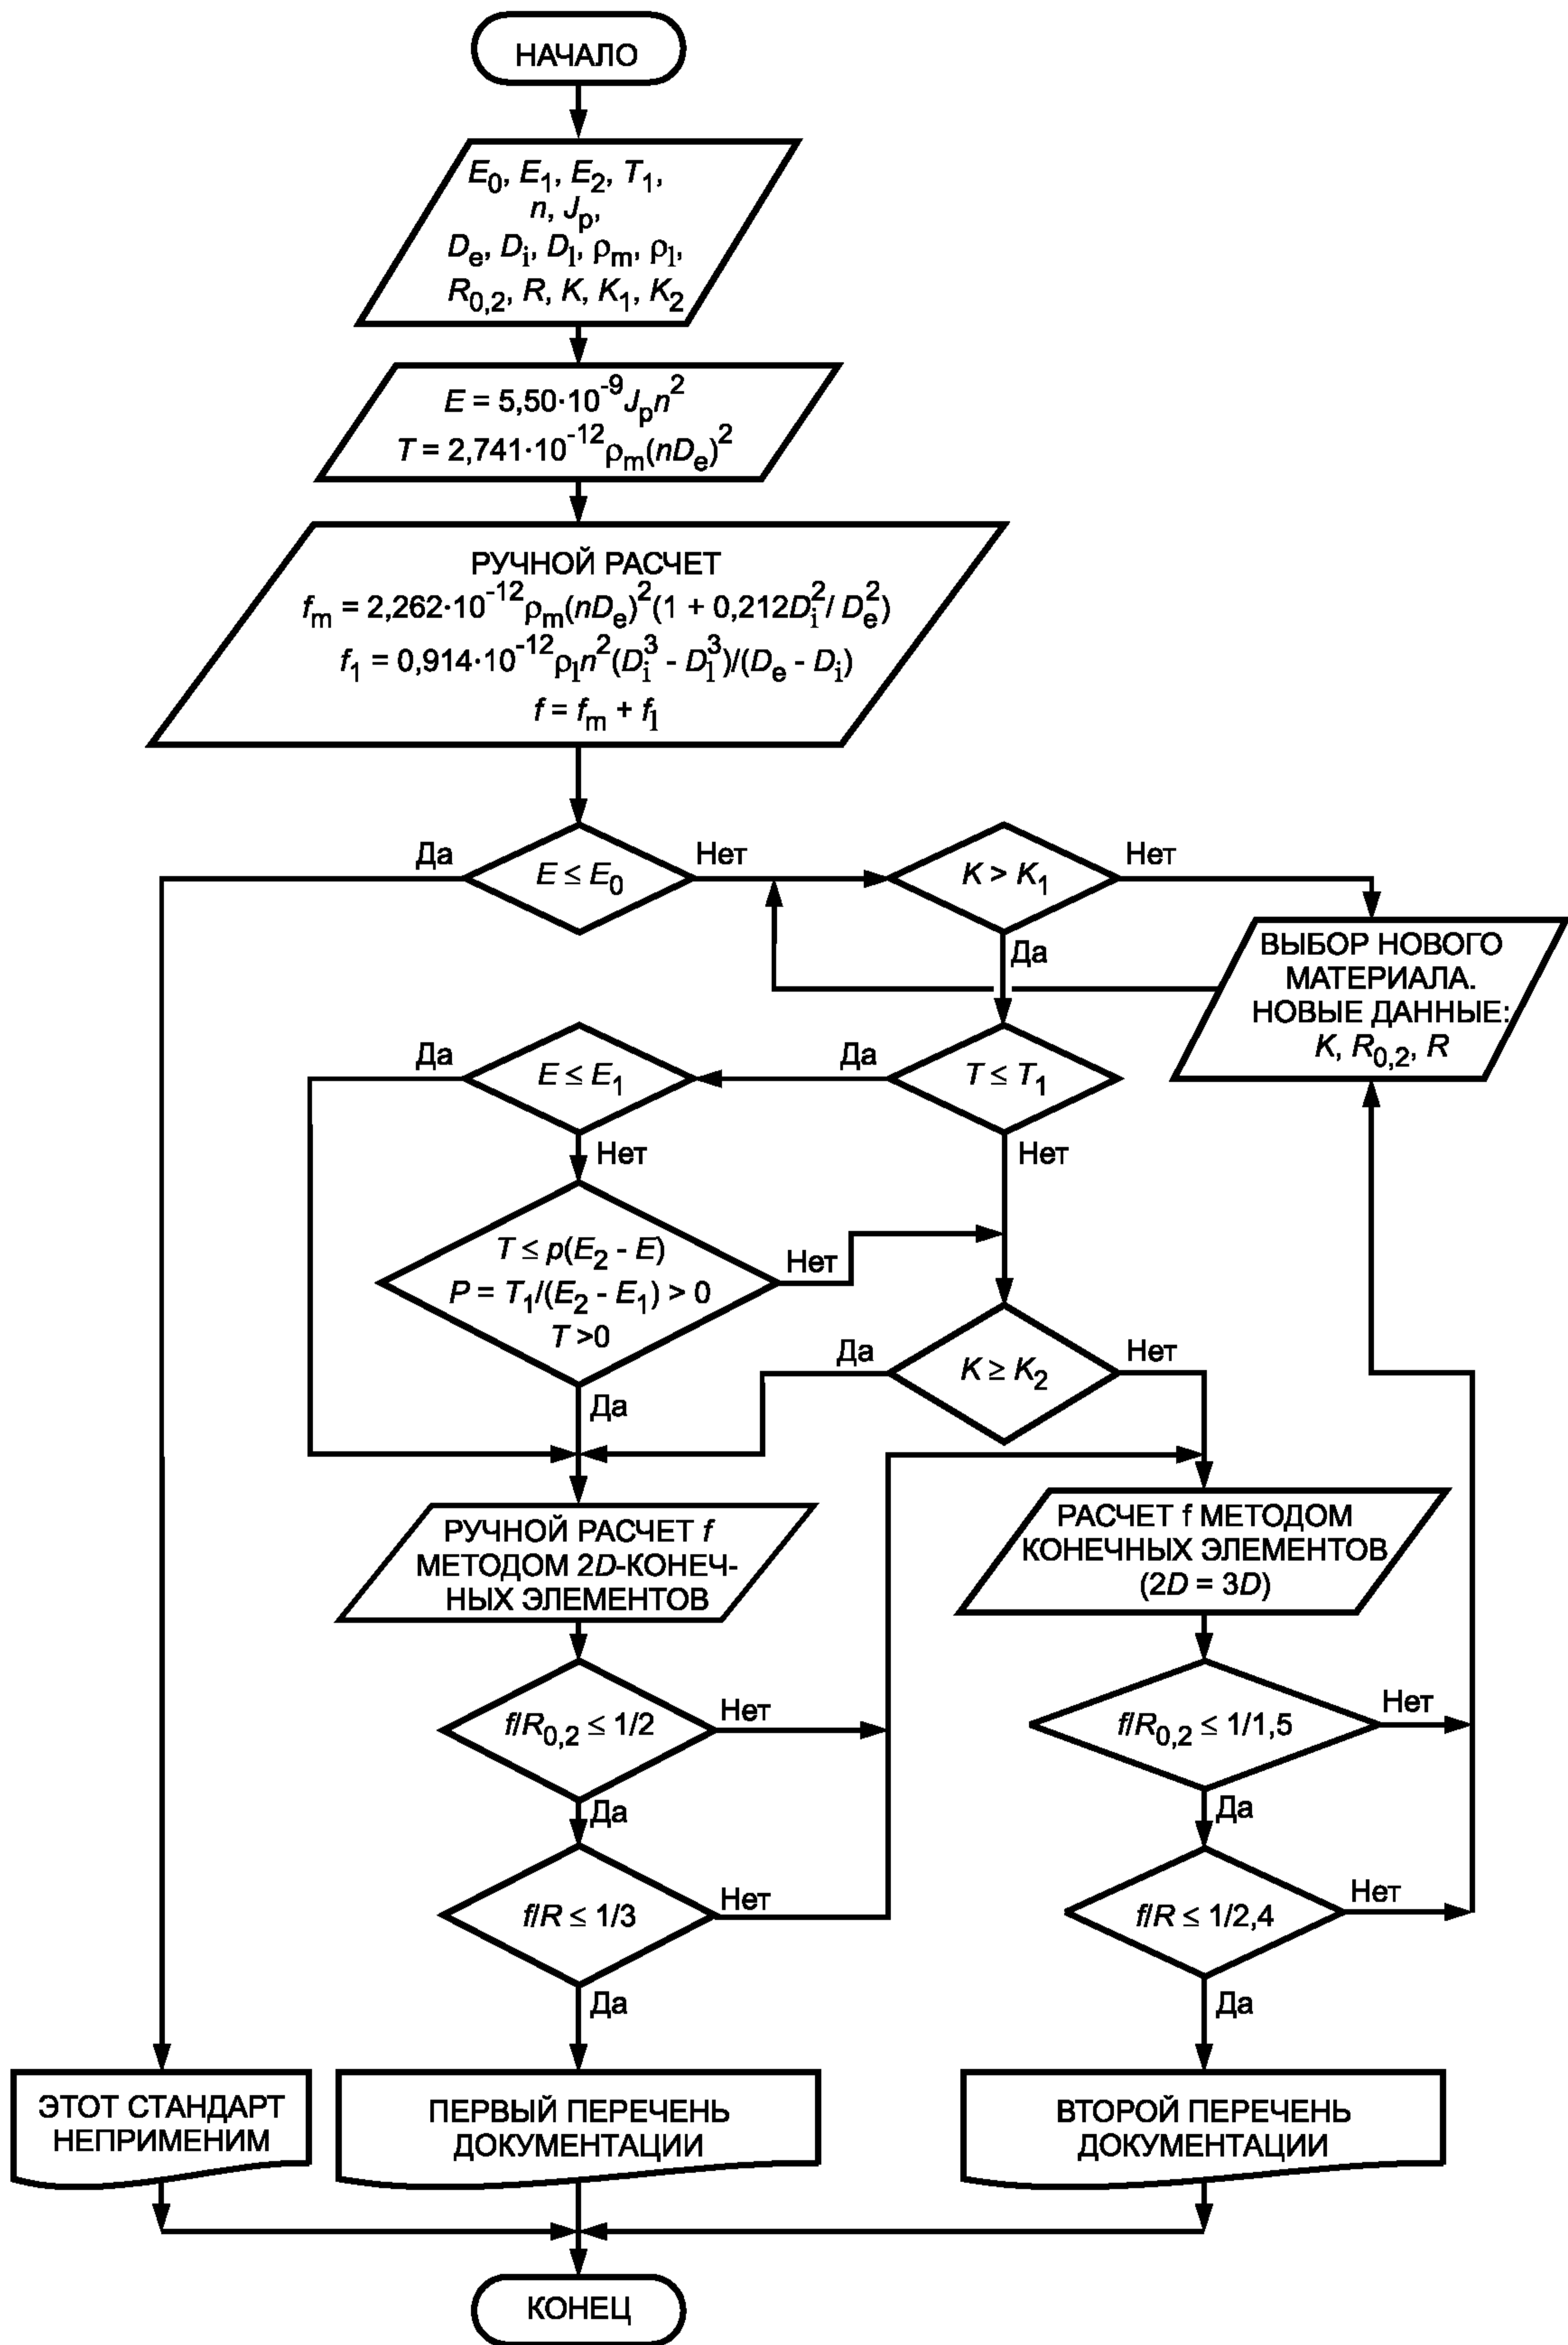 НАЧАЛО
E₀, E₁, E₂, T₁,
n, Jₚ,
Dₑ, Dᵢ, Dₗ, ρₘ, ρₗ,
R₀,₂, R, K, K₁, K₂
E = 5,50·10⁻⁹Jₚn²
T = 2,741·10⁻¹²ρₘ(nDₑ)²
РУЧНОЙ РАСЧЕТ
fₘ = 2,262·10⁻¹²ρₘ(nDₑ)²(1 + 0,212Dᵢ²/ Dₑ²)
f₁ = 0,914·10⁻¹²ρₗn²(Dᵢ³ - Dₗ³)/(Dₑ - Dᵢ)
f = fₘ + fₗ
Да
E ≤ E₀
Нет
K > K₁
Нет
Да
ВЫБОР НОВОГО
МАТЕРИАЛА.
НОВЫЕ ДАННЫЕ:
K, R₀,₂, R
Да
E ≤ E₁
Да
T ≤ T₁
Нет
Нет
T ≤ p(E₂ - E)
P = T₁/(E₂ - E₁) > 0
T >0
Нет
Да
Да
K ≥ K₂
Нет
РУЧНОЙ РАСЧЕТ f
МЕТОДОМ 2D-КОНЕЧ-
НЫХ ЭЛЕМЕНТОВ
РАСЧЕТ f МЕТОДОМ
КОНЕЧНЫХ ЭЛЕМЕНТОВ
(2D = 3D)
f/R₀,₂ ≤ 1/2
Нет
Да
f/R₀,₂ ≤ 1/1,5
Нет
Да
f/R ≤ 1/3
Нет
Да
f/R ≤ 1/2,4
Нет
Да
ЭТОТ СТАНДАРТ
НЕПРИМЕНИМ
ПЕРВЫЙ ПЕРЕЧЕНЬ
ДОКУМЕНТАЦИИ
ВТОРОЙ ПЕРЕЧЕНЬ
ДОКУМЕНТАЦИИ
КОНЕЦ